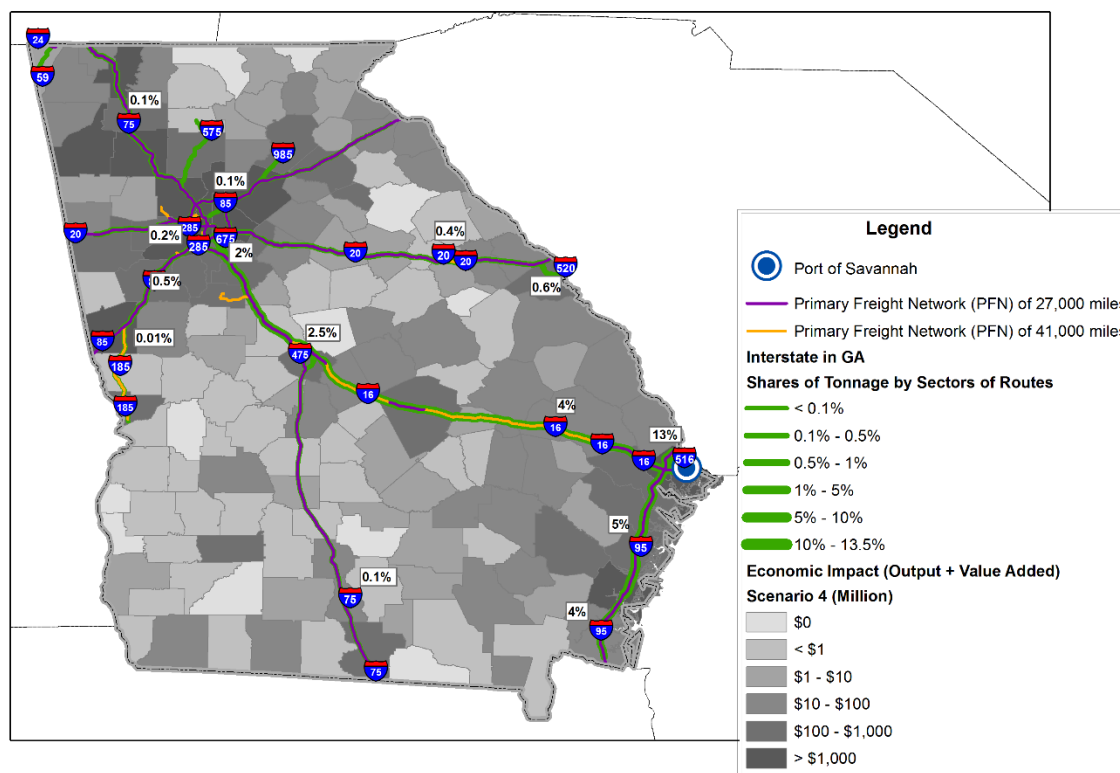 24
59
0.1%
75
575
985
0.1%
85
20
0.2%
285
285
675
2%
20
0.4%
20
20
520
0.6%
0.5%
85
0.01%
185
185
2.5%
475
16
4%
16
16
16
13%
516
5%
95
4%
95
0.1%
75
75
Legend
Port of Savannah
Primary Freight Network (PFN) of 27,000 miles
Primary Freight Network (PFN) of 41,000 miles
Interstate in GA
Shares of Tonnage by Sectors of Routes
< 0.1%
0.1% - 0.5%
0.5% - 1%
1% - 5%
5% - 10%
10% - 13.5%
Economic Impact (Output + Value Added)
Scenario 4 (Million)
$0
< $1
$1 - $10
$10 - $100
$100 - $1,000
> $1,000